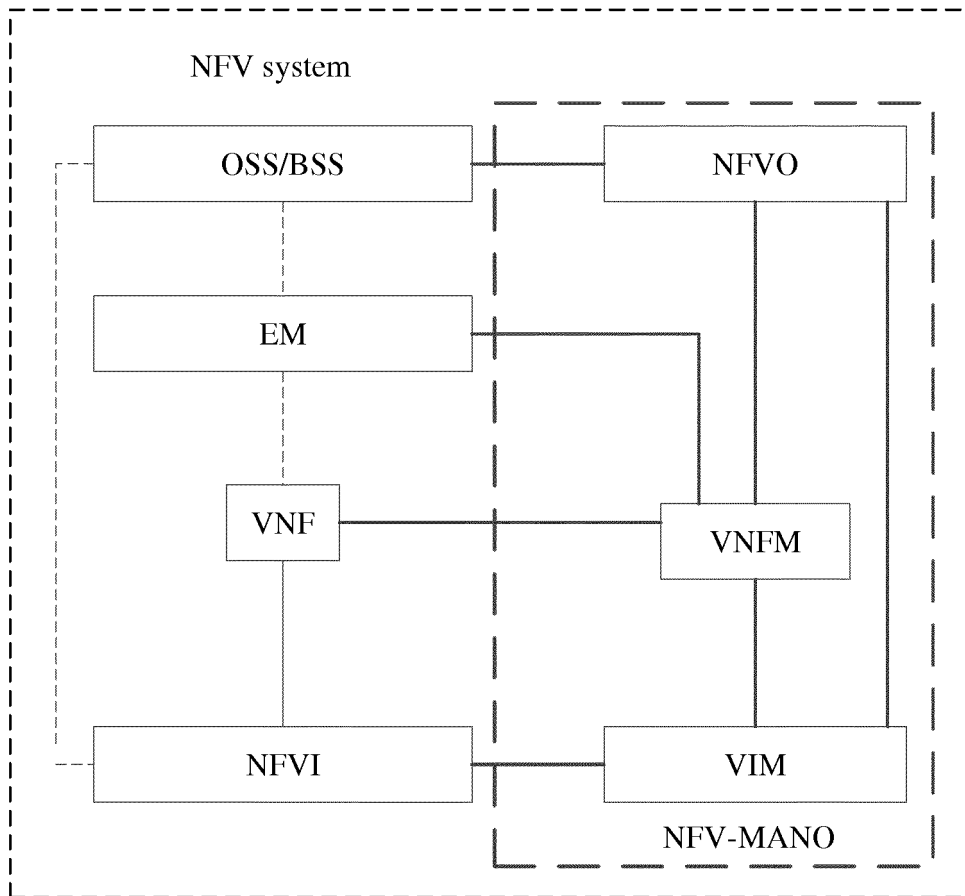 NFV system
OSS/BSS
NFVO
EM
VNF
VNFM
NFVI
VIM
NFV-MANO